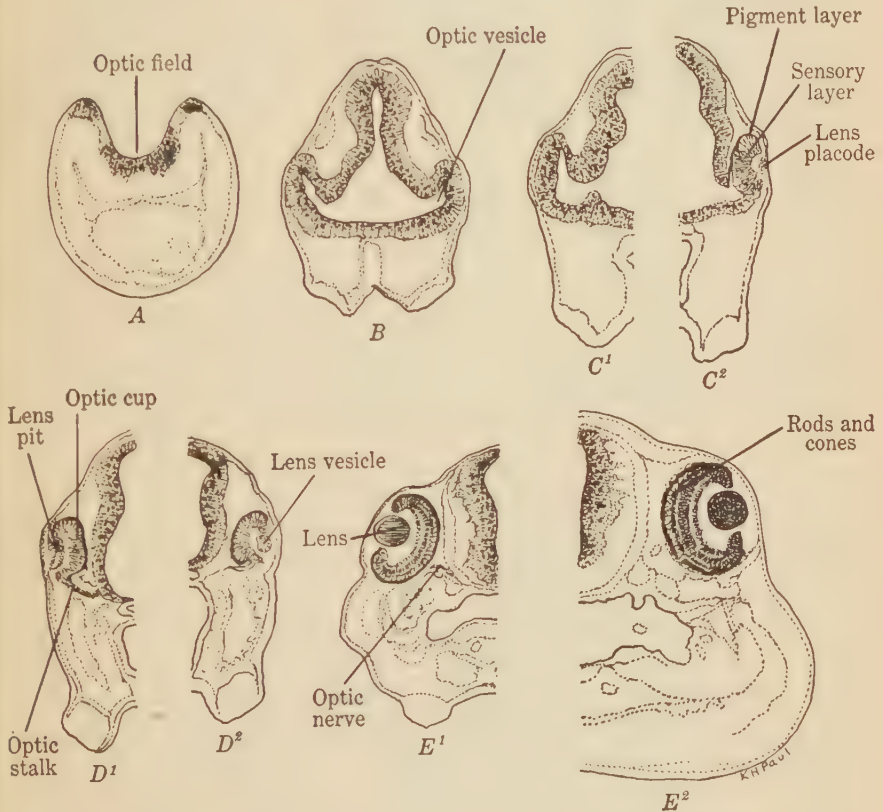 Optic field
A
Optic vesicle
B
Pigment layer
Sensory
layer
Lens
placode
C¹
C²
Lens
pit
Optic cup
Optic
stalk
D¹
Lens vesicle
D²
Lens
Optic
nerve
E¹
Rods and
cones
KHPaul
E²